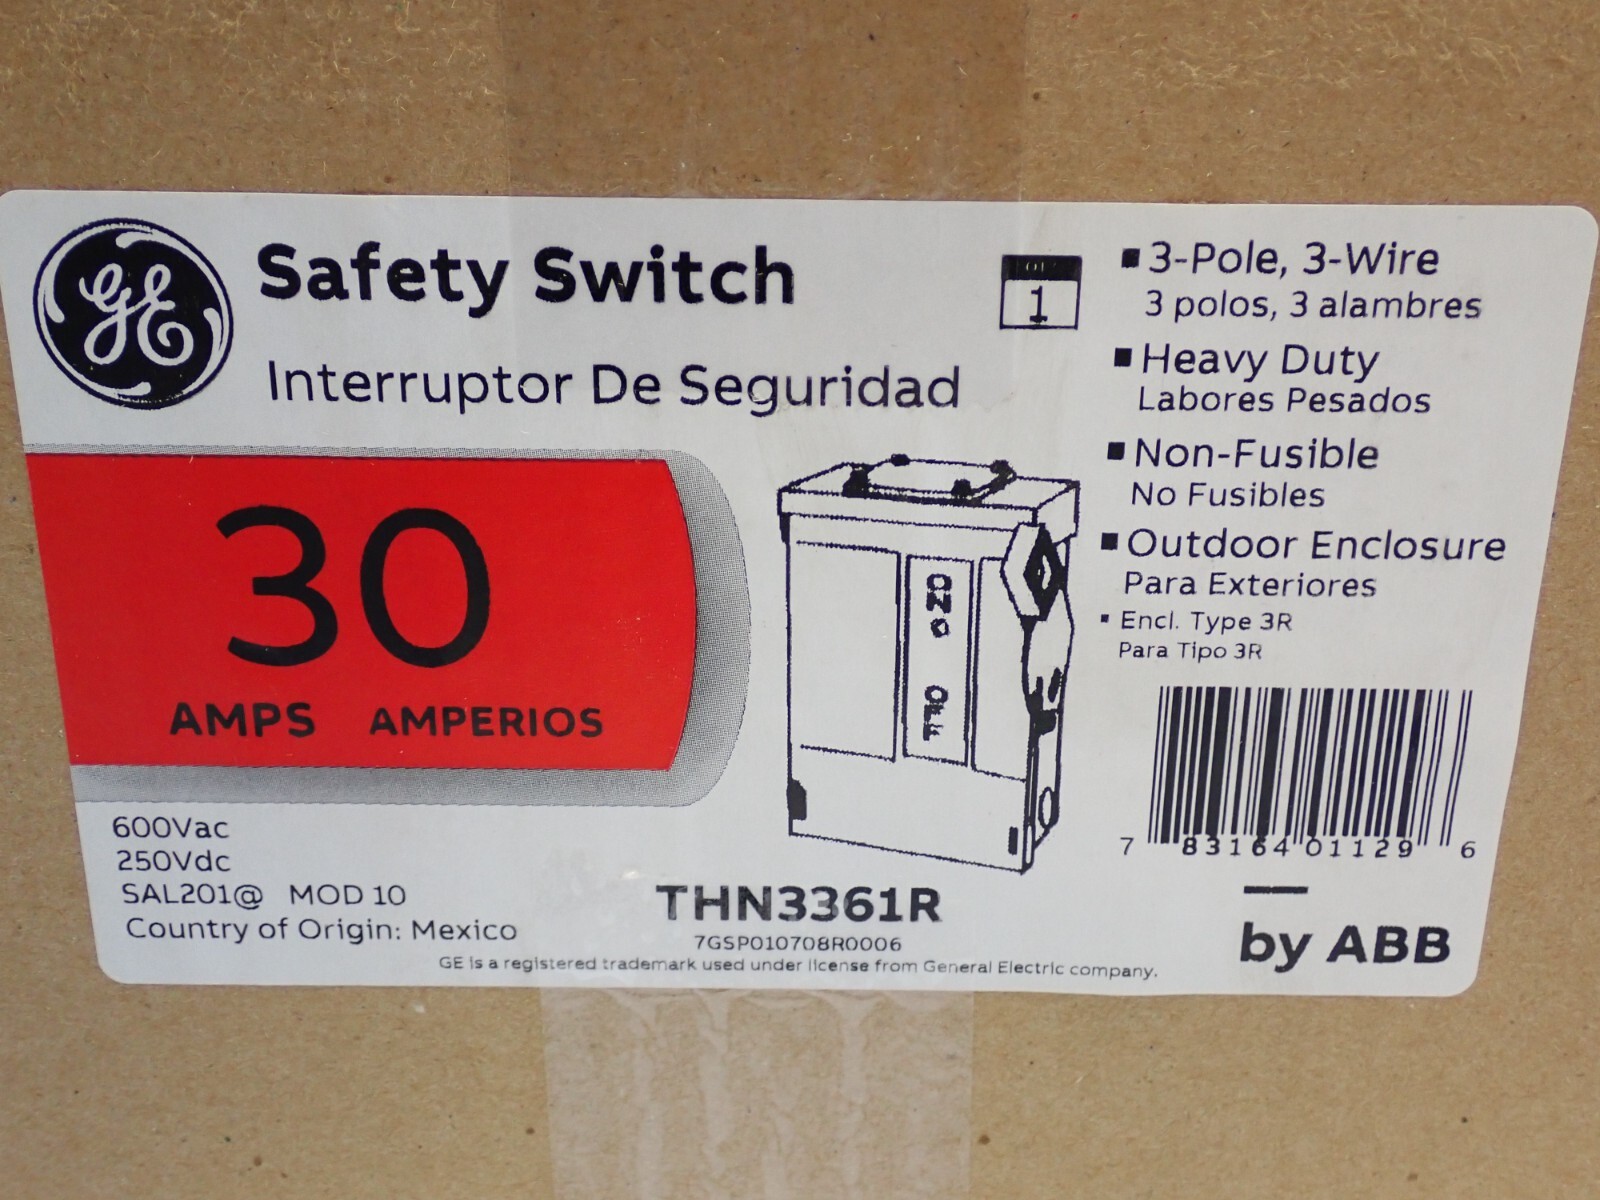 GE
Safety Switch
Interruptor De Seguridad
30
AMPS AMPERIOS
600Vac
250Vdc
SAL201@ MOD 10
Country of Origin: Mexico
1
ON
OFF
THN3361R
7GSP010708R0006
GE is a registered trademark used under license from General Electric company.
3-Pole, 3-Wire
3 polos, 3 alambres
Heavy Duty
Labores Pesados
Non-Fusible
No Fusibles
Outdoor Enclosure
Para Exteriores
Encl. Type 3R
Para Tipo 3R
7 83164 01129 6
by ABB